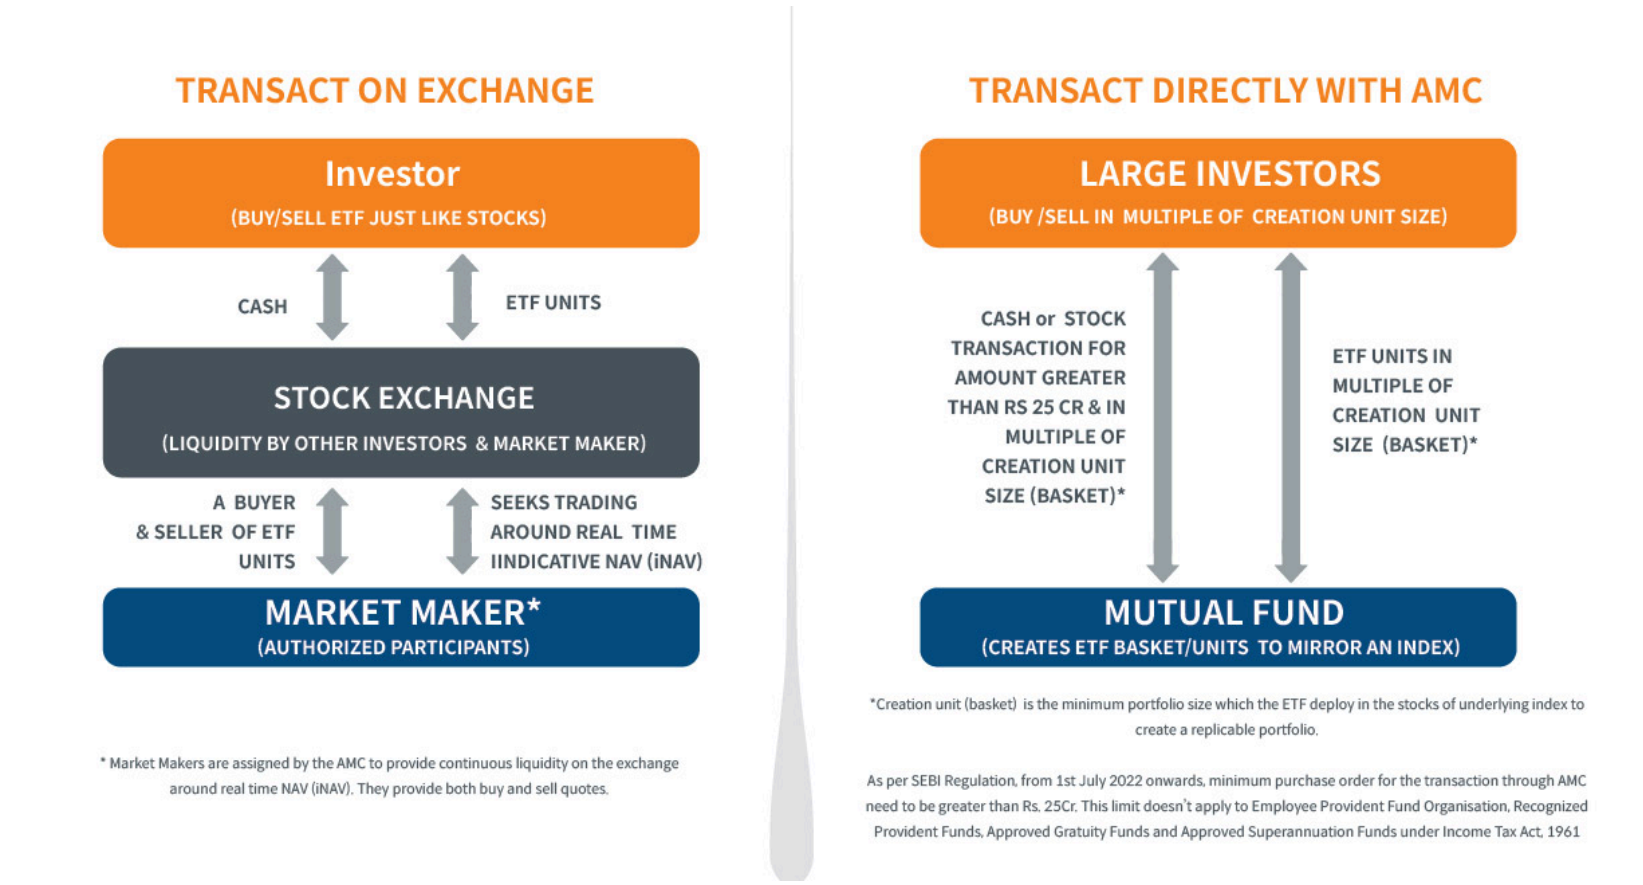 TRANSACT ON EXCHANGE
Investor
(BUY/SELL ETF JUST LIKE STOCKS)
CASH
ETF UNITS
STOCK EXCHANGE
(LIQUIDITY BY OTHER INVESTORS & MARKET MAKER)
A BUYER
& SELLER OF ETF
UNITS
SEEKS TRADING
AROUND REAL TIME
IINDICATIVE NAV (iNAV)
MARKET MAKER*
(AUTHORIZED PARTICIPANTS)
* Market Makers are assigned by the AMC to provide continuous liquidity on the exchange
around real time NAV (iNAV). They provide both buy and sell quotes.
TRANSACT DIRECTLY WITH AMC
LARGE INVESTORS
(BUY /SELL IN MULTIPLE OF CREATION UNIT SIZE)
CASH or STOCK
TRANSACTION FOR
AMOUNT GREATER
THAN RS 25 CR & IN
MULTIPLE OF
CREATION UNIT
SIZE (BASKET)*
ETF UNITS IN
MULTIPLE OF
CREATION UNIT
SIZE (BASKET)*
MUTUAL FUND
(CREATES ETF BASKET/UNITS TO MIRROR AN INDEX)
*Creation unit (basket) is the minimum portfolio size which the ETF deploy in the stocks of underlying index to
create a replicable portfolio.
As per SEBI Regulation, from 1st July 2022 onwards, minimum purchase order for the transaction through AMC
need to be greater than Rs. 25Cr. This limit doesn't apply to Employee Provident Fund Organisation, Recognized
Provident Funds, Approved Gratuity Funds and Approved Superannuation Funds under Income Tax Act, 1961